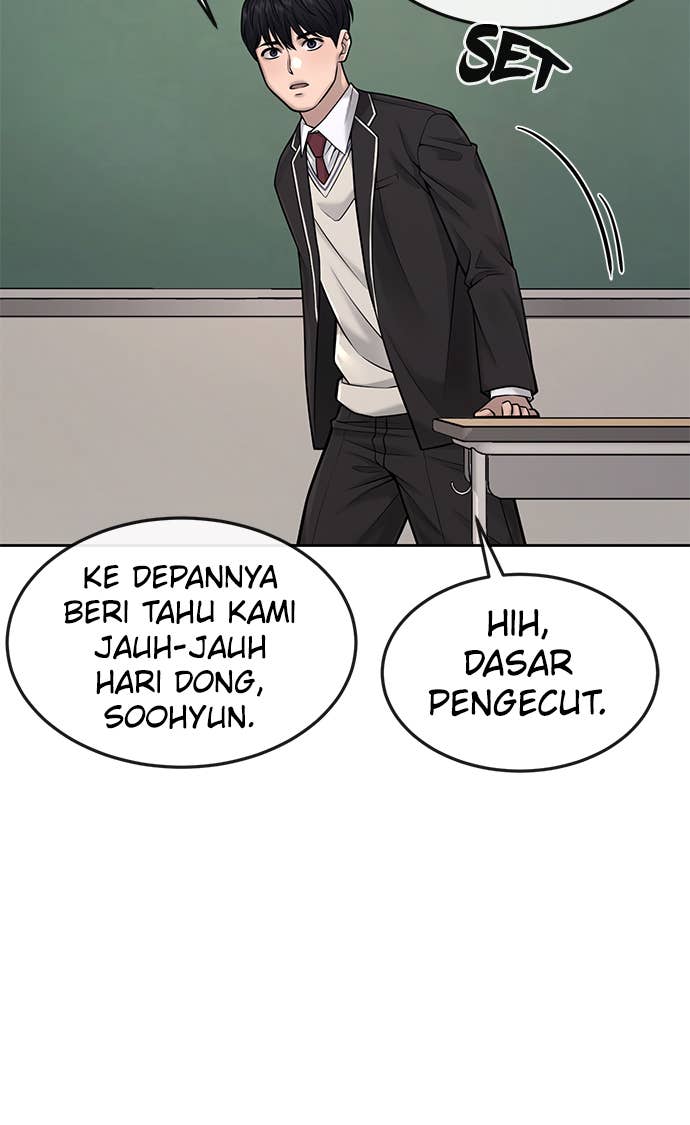 SET
KE DEPANNYA
BERI TAHU KAMI
JAUH-JAUH
HARI DONG,
SOOHYUN.
HIH,
DASAR
PENGECUT.